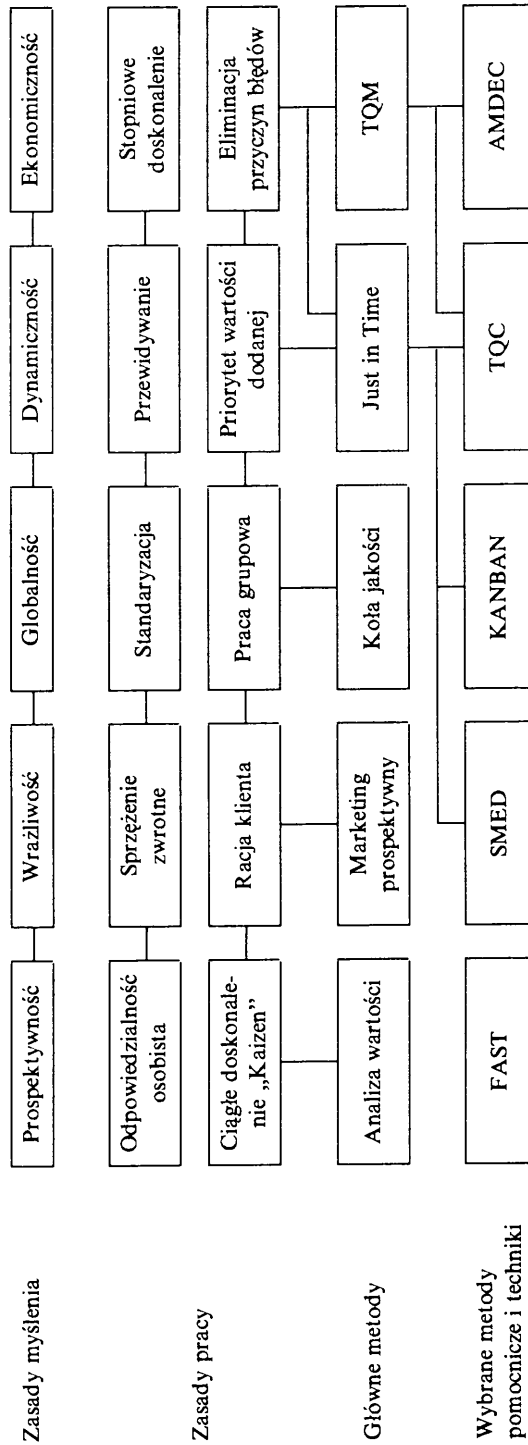 Zasady myślenia
Prospektywność
Wrażliwość
Globalność
Dynamiczność
Ekonomiczność
Zasady pracy
Odpowiedzialność
osobista
Sprzężenie
zwrotne
Standaryzacja
Przewidywanie
Stopniowe
doskonalenie
Ciągłe doskonale-
nie „Kaizen”
Racja klienta
Praca grupowa
Priorytet wartości
dodanej
Eliminacja
przyczyn błędów
Główne metody
Analiza wartości
Marketing
prospektywny
Koła jakości
Just in Time
TQM
Wybrane metody
pomocnicze i techniki
FAST
SMED
KANBAN
TQC
AMDEC